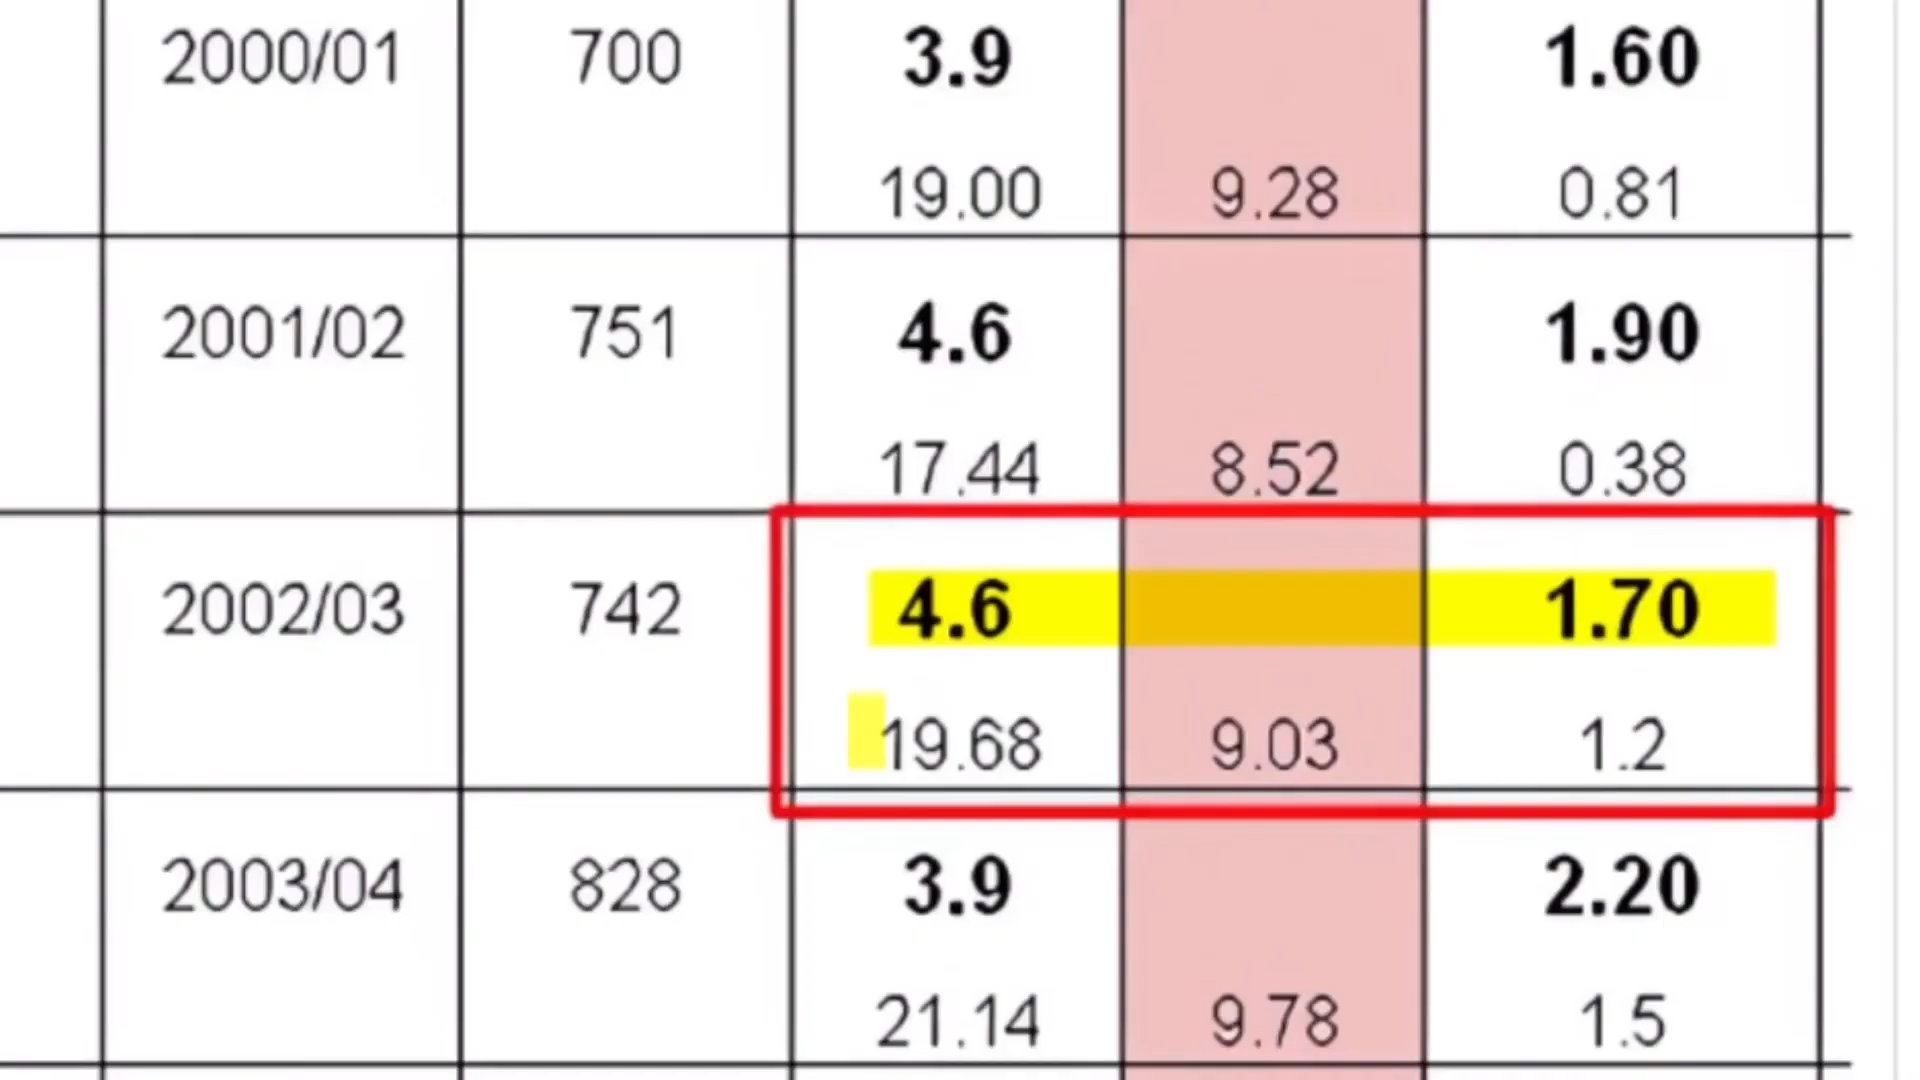 2000/01 700 3.9 1.60
19.00 9.28 0.81
2001/02 751 4.6 1.90
17.44 8.52 0.38
2002/03 742 4.6 1.70
19.68 9.03 1.2
2003/04 828 3.9 2.20
21.14 9.78 1.5